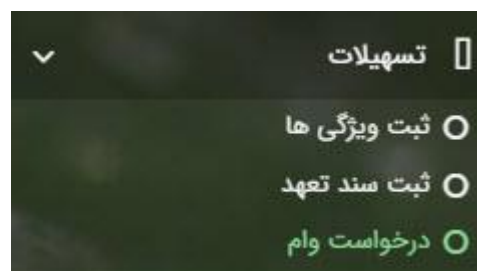 تسهیلات
ثبت ویژگی ها
ثبت سند تعهد
درخواست وام